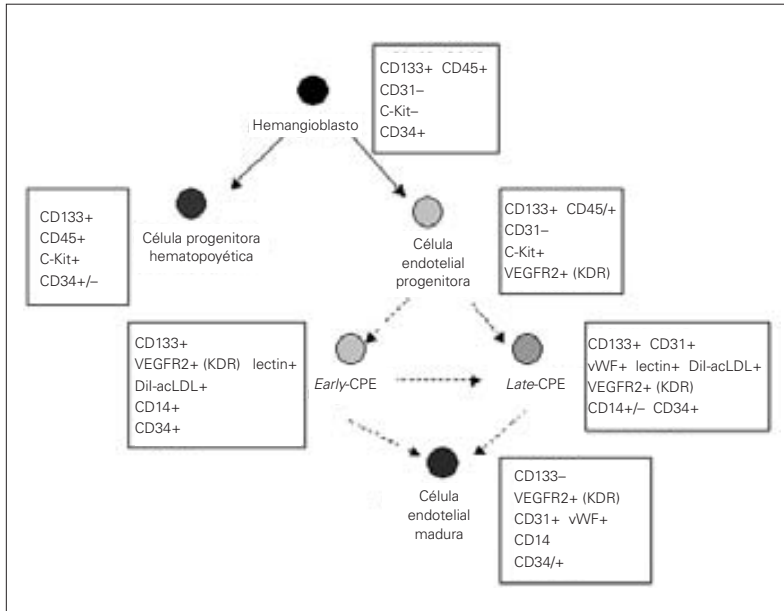 CD133+ CD45+
CD31–
C-Kit–
CD34+
Hemangioblasto
CD133+
CD45+
C-Kit+
CD34+/–
Célula progenitora
hematopoyética
Célula
endotelial
progenitora
CD133+ CD45/+
CD31–
C-Kit+
VEGFR2+ (KDR)
CD133+
VEGFR2+ (KDR) lectin+
Dil-acLDL+
CD14+
CD34+
Early-CPE
Late-CPE
CD133+ CD31+
vWF+ lectin+ Dil-acLDL+
VEGFR2+ (KDR)
CD14+/– CD34+
Célula
endotelial
madura
CD133–
VEGFR2+ (KDR)
CD31+ vWF+
CD14
CD34/+